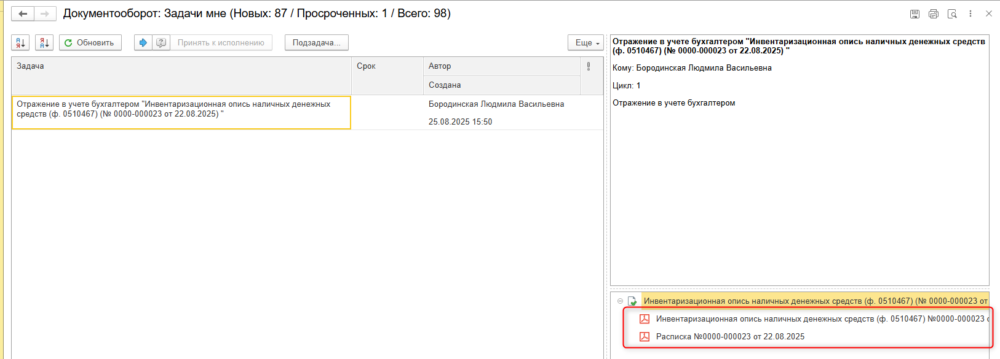 Документооборот: Задачи мне (Новых: 87 / Просроченных: 1 / Всего: 98)
Обновить
Принять к исполнению
Подзадача...
Еще
Задача
Срок
Автор
Создана
Отражение в учете бухгалтером "Инвентаризационная опись наличных денежных
средств (ф. 0510467) (№ 0000-000023 от 22.08.2025) "
Бородинская Людмила Васильевна
25.08.2025 15:50
Отражение в учете бухгалтером "Инвентаризационная опись наличных денежных средств
(ф. 0510467) (№ 0000-000023 от 22.08.2025) "
Кому: Бородинская Людмила Васильевна
Цикл: 1
Отражение в учете бухгалтером
Инвентаризационная опись наличных денежных средств (ф. 0510467) (№ 0000-000023 от
Инвентаризационная опись наличных денежных средств (ф. 0510467) №0000-000023
Расписка №0000-000023 от 22.08.2025